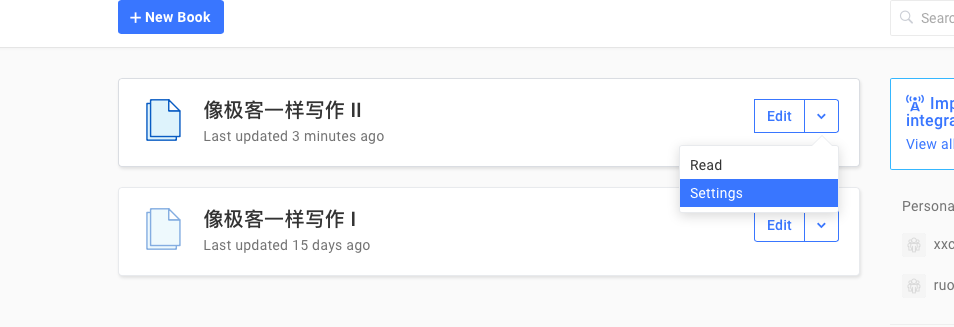 New Book
Searc
像极客一样写作 II
Last updated 3 minutes ago
Edit
Read
Settings
像极客一样写作 I
Last updated 15 days ago
Edit
Imp
integra
View all
Persona
xxc
ruo